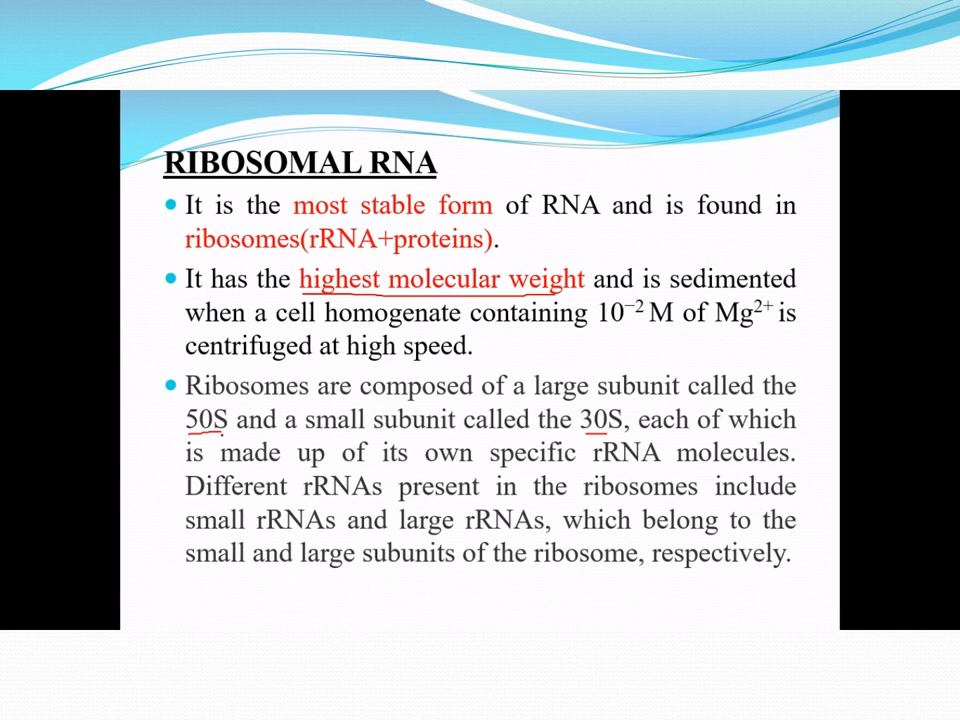 RIBOSOMAL RNA
• It is the most stable form of RNA and is found in
ribosomes(rRNA+proteins).
• It has the highest molecular weight and is sedimented
when a cell homogenate containing 10⁻² M of Mg²⁺ is
centrifuged at high speed.
• Ribosomes are composed of a large subunit called the
50S and a small subunit called the 30S, each of which
is made up of its own specific rRNA molecules.
Different rRNAs present in the ribosomes include
small rRNAs and large rRNAs, which belong to the
small and large subunits of the ribosome, respectively.